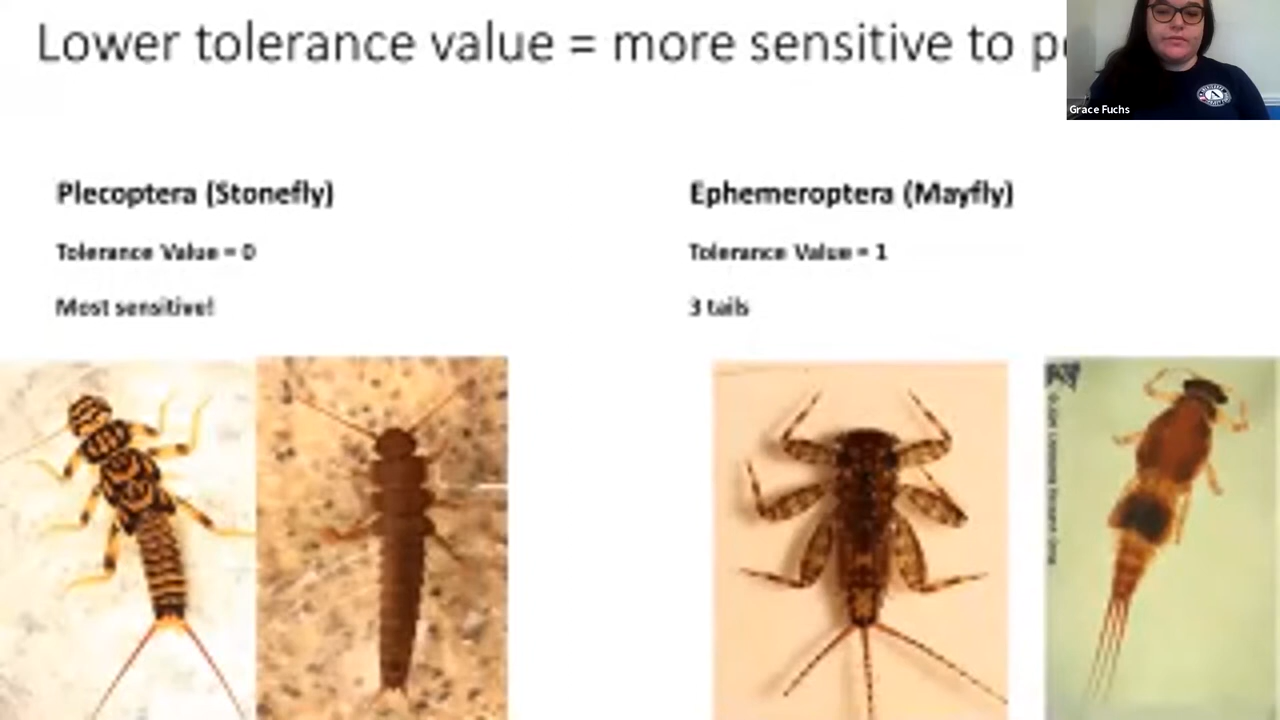 Lower tolerance value = more sensitive to
Grace Fuchs
Plecoptera (Stonefly)
Tolerance Value = 0
Most sensitive!
Ephemeroptera (Mayfly)
Tolerance Value = 1
3 tails